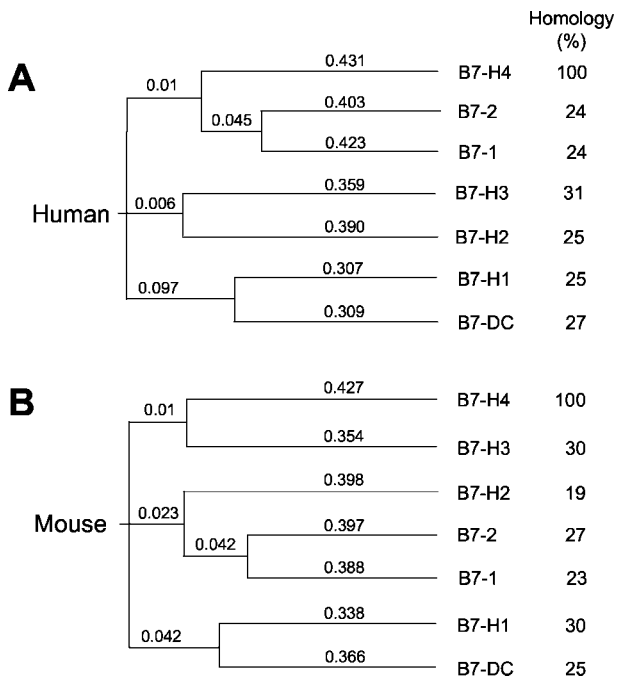 Homology
(%)
A
Human
0.01
0.431
B7-H4 100
0.045
0.403
B7-2 24
0.423
B7-1 24
0.006
0.359
B7-H3 31
0.390
B7-H2 25
0.097
0.307
B7-H1 25
0.309
B7-DC 27
B
Mouse
0.01
0.427
B7-H4 100
0.354
B7-H3 30
0.023
0.398
B7-H2 19
0.042
0.397
B7-2 27
0.388
B7-1 23
0.042
0.338
B7-H1 30
0.366
B7-DC 25